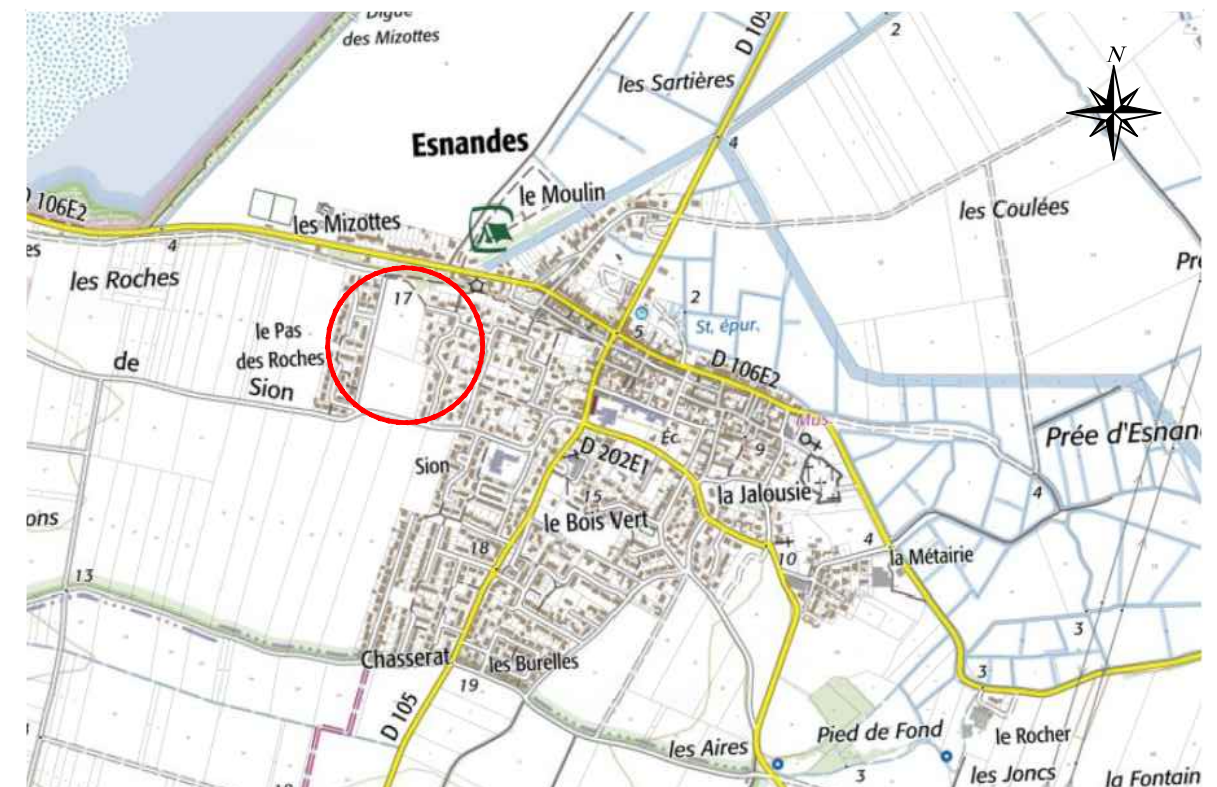 Digue
des Mizottes
D 105
2
les Sartières
N
Esnandes
4
le Moulin
D 106E2
les Mizottes
les Coulées
4
es
les Roches
Pré
17
2
le Pas
des Roches
St. épur.
5
de
Sion
D 106E2
Mus.
Éc.
9
Prée d'Esnan
D 202E1
Sion
la Jalousie
4
15
ons
le Bois Vert
4
18
10
la Métairie
13
3
Chasserat
les Burelles
19
3
D 105
Pied de Fond
le Rocher
les Aires
3
les Joncs
la Fontain